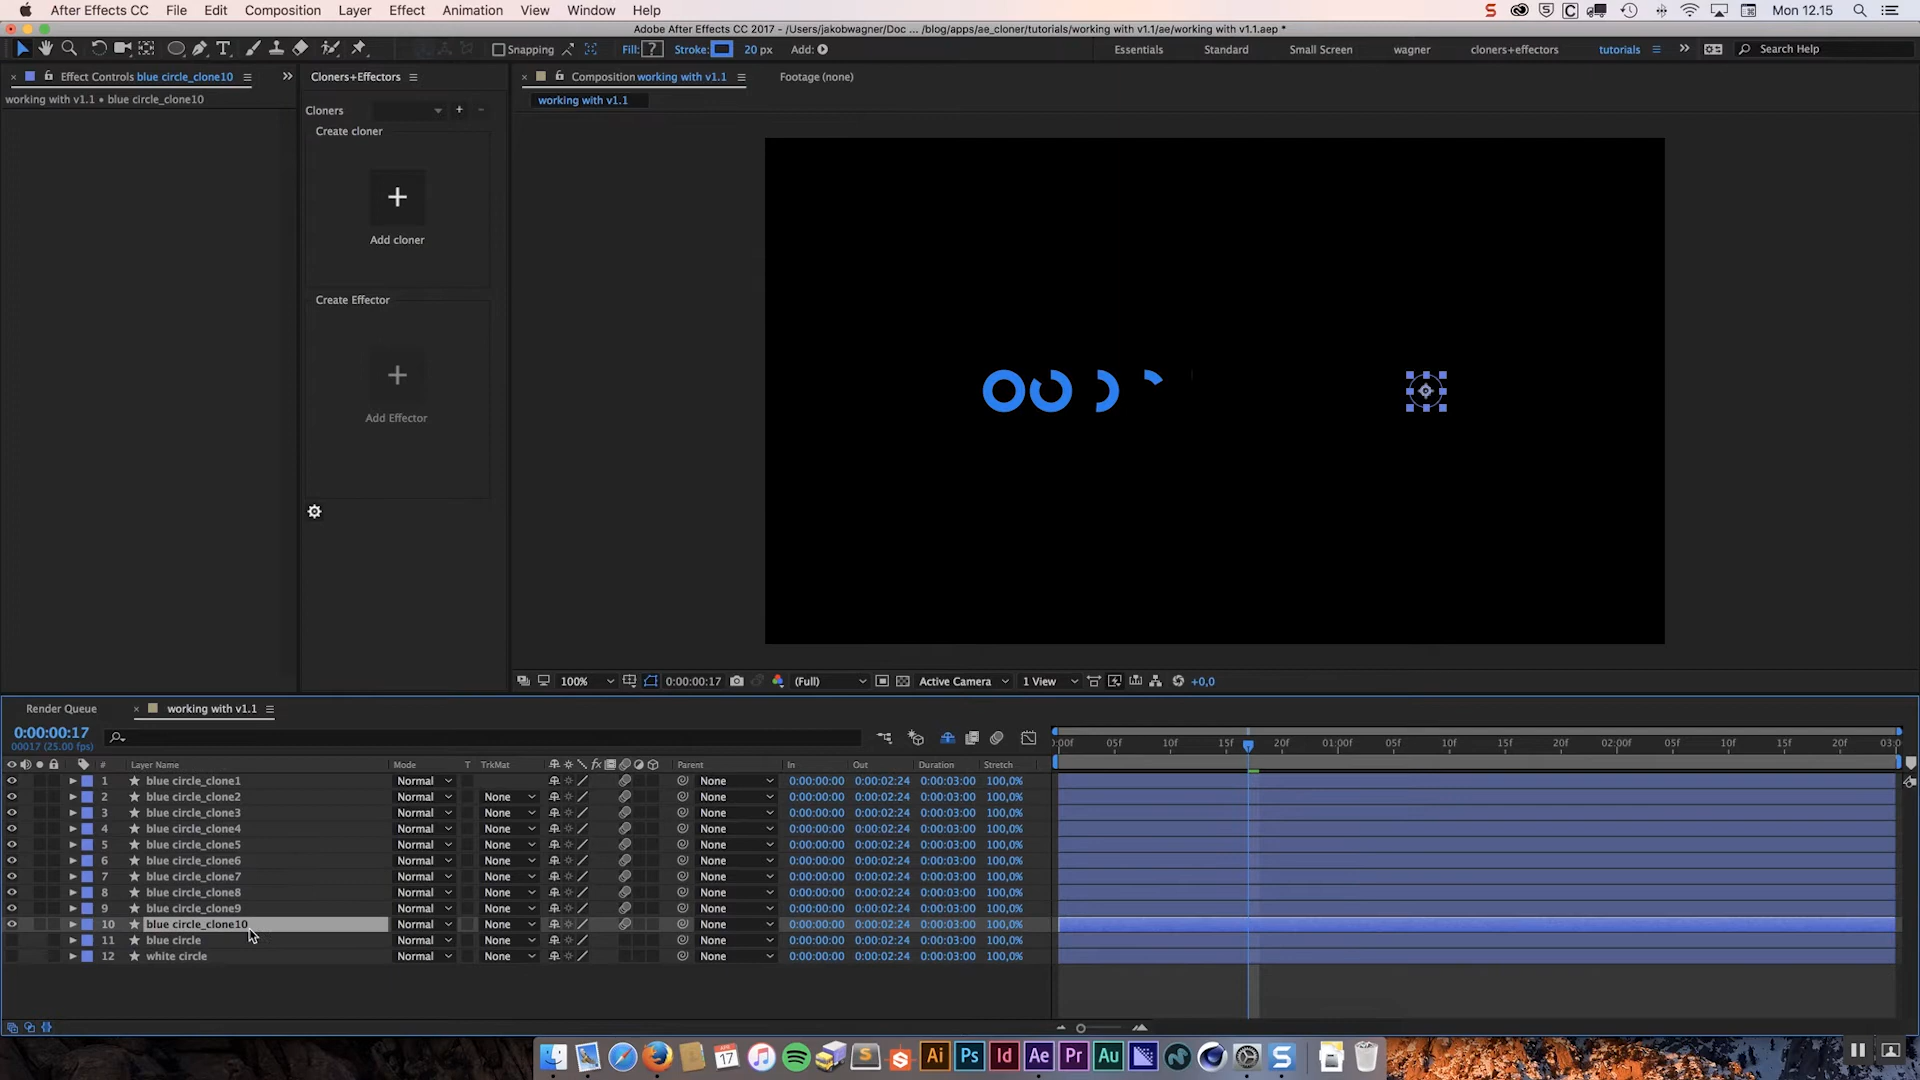 After Effects CC File Edit Composition Layer Effect Animation View Window Help Mon 12.15
Adobe After Effects CC 2017 - /Users/jakobwagner/Doc ... /blog/apps/ae_cloner/tutorials/working with v1.1/ae/working with v1.1.aep *
Snapping Fill: ? Stroke: 20 px Add: Essentials Standard Small Screen wagner cloners+effectors tutorials Search Help
Effect Controls blue circle_clone10 Cloners+Effectors Composition working with v1.1 Footage (none)
working with v1.1 • blue circle_clone10 working with v1.1
Cloners
Create cloner
Add cloner
Create Effector
Add Effector
100% 0:00:00:17 (Full) Active Camera 1 View +0,0
Render Queue working with v1.1
0:00:00:17
00017 (25.00 fps)
:00f 05f 10f 15f 20f 01:00f 05f 10f 15f 20f 02:00f 05f 10f 15f 20f 03:0
# Layer Name Mode T TrkMat Parent In Out Duration Stretch
1 blue circle_clone1 Normal None 0:00:00:00 0:00:02:24 0:00:03:00 100,0%
2 blue circle_clone2 Normal None None 0:00:00:00 0:00:02:24 0:00:03:00 100,0%
3 blue circle_clone3 Normal None None 0:00:00:00 0:00:02:24 0:00:03:00 100,0%
4 blue circle_clone4 Normal None None 0:00:00:00 0:00:02:24 0:00:03:00 100,0%
5 blue circle_clone5 Normal None None 0:00:00:00 0:00:02:24 0:00:03:00 100,0%
6 blue circle_clone6 Normal None None 0:00:00:00 0:00:02:24 0:00:03:00 100,0%
7 blue circle_clone7 Normal None None 0:00:00:00 0:00:02:24 0:00:03:00 100,0%
8 blue circle_clone8 Normal None None 0:00:00:00 0:00:02:24 0:00:03:00 100,0%
9 blue circle_clone9 Normal None None 0:00:00:00 0:00:02:24 0:00:03:00 100,0%
10 blue circle_clone10 Normal None None 0:00:00:00 0:00:02:24 0:00:03:00 100,0%
11 blue circle Normal None None 0:00:00:00 0:00:02:24 0:00:03:00 100,0%
12 white circle Normal None None 0:00:00:00 0:00:02:24 0:00:03:00 100,0%
17 Ai Ps Id Ae Pr Au